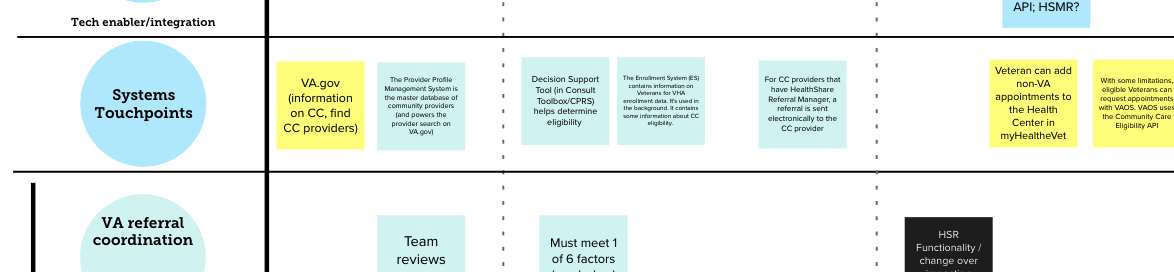 API; HSMR?
Tech enabler/integration
Systems
Touchpoints
VA.gov
(information
on CC, find
CC providers)
The Provider Profile
Management System is
the master database of
community providers
(and powers the
provider search on
VA.gov)
Decision Support
Tool (in Consult
Toolbox/CPRS)
helps determine
eligibility
The Enrollment System (ES)
contains information on
Veterans for VHA
enrollment data. It's used in
the background. It contains
some information about CC
eligibility.
For CC providers that
have HealthShare
Referral Manager, a
referral is sent
electronically to the
CC provider
Veteran can add
non-VA
appointments to
the Health
Center in
myHealtheVet
With some limitations,
eligible Veterans can
request appointments
with VAOS. VAOS uses
the Community Care
Eligibility API
VA referral
coordination
Team
reviews
Must meet 1
of 6 factors
HSR
Functionality /
change over